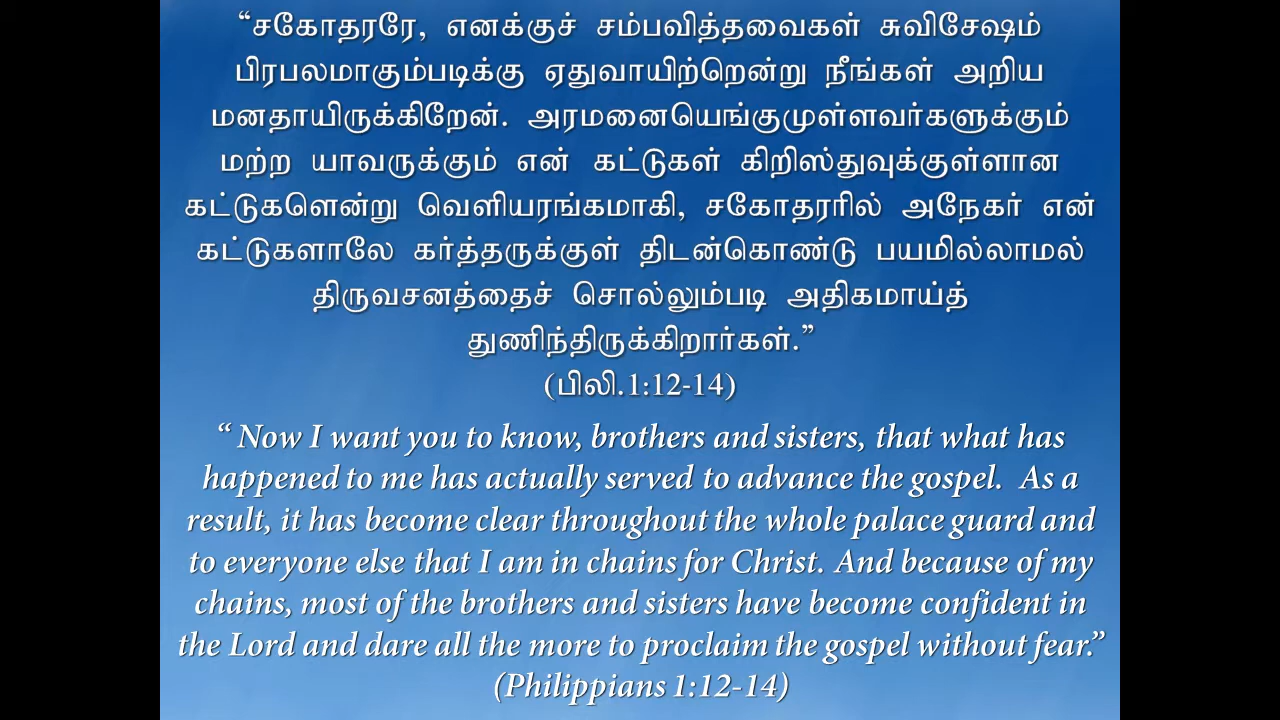 “சகோதரரே, எனக்குச் சம்பவித்தவைகள் சுவிசேஷம்
பிரபலமாகும்படிக்கு ஏதுவாயிற்றென்று நீங்கள் அறிய
மனதாயிருக்கிறேன். அரமனையெங்குமுள்ளவர்களுக்கும்
மற்ற யாவருக்கும் என் கட்டுகள் கிறிஸ்துவுக்குள்ளான
கட்டுகளென்று வெளியரங்கமாகி, சகோதரரில் அநேகர் என்
கட்டுகளாலே கர்த்தருக்குள் திடன்கொண்டு பயமில்லாமல்
திருவசனத்தைச் சொல்லும்படி அதிகமாய்த்
துணிந்திருக்கிறார்கள்.”
(பிலி.1:12-14)
“ Now I want you to know, brothers and sisters, that what has
happened to me has actually served to advance the gospel.  As a
result, it has become clear throughout the whole palace guard and
to everyone else that I am in chains for Christ. And because of my
chains, most of the brothers and sisters have become confident in
the Lord and dare all the more to proclaim the gospel without fear.”
(Philippians 1:12-14)